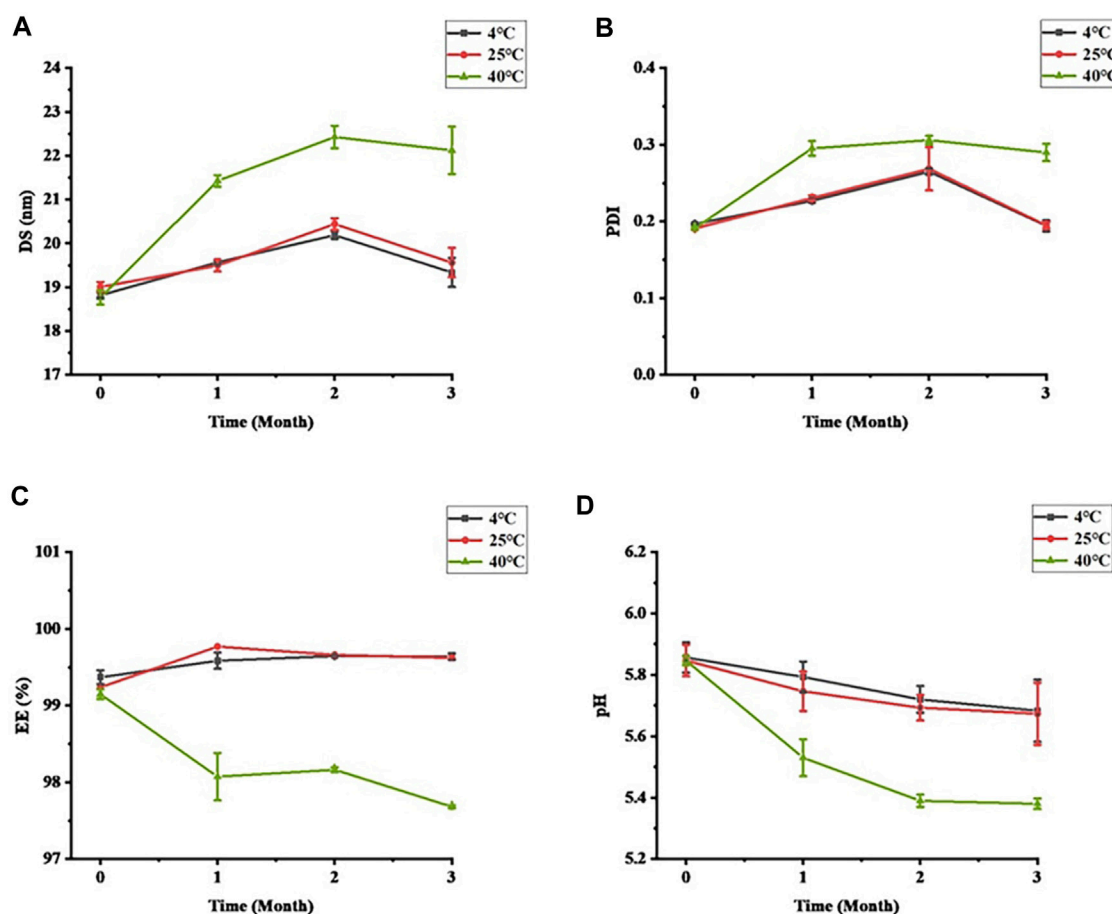 A
4°C
25°C
40°C
24
23
22
21
20
19
18
17
DS (nm)
0
1
2
3
Time (Month)
B
4°C
25°C
40°C
0.4
0.3
0.2
0.1
0.0
PDI
0
1
2
3
Time (Month)
C
4°C
25°C
40°C
101
100
99
98
97
EE (%)
0
1
2
3
Time (Month)
D
4°C
25°C
40°C
6.2
6.0
5.8
5.6
5.4
5.2
pH
0
1
2
3
Time (Month)